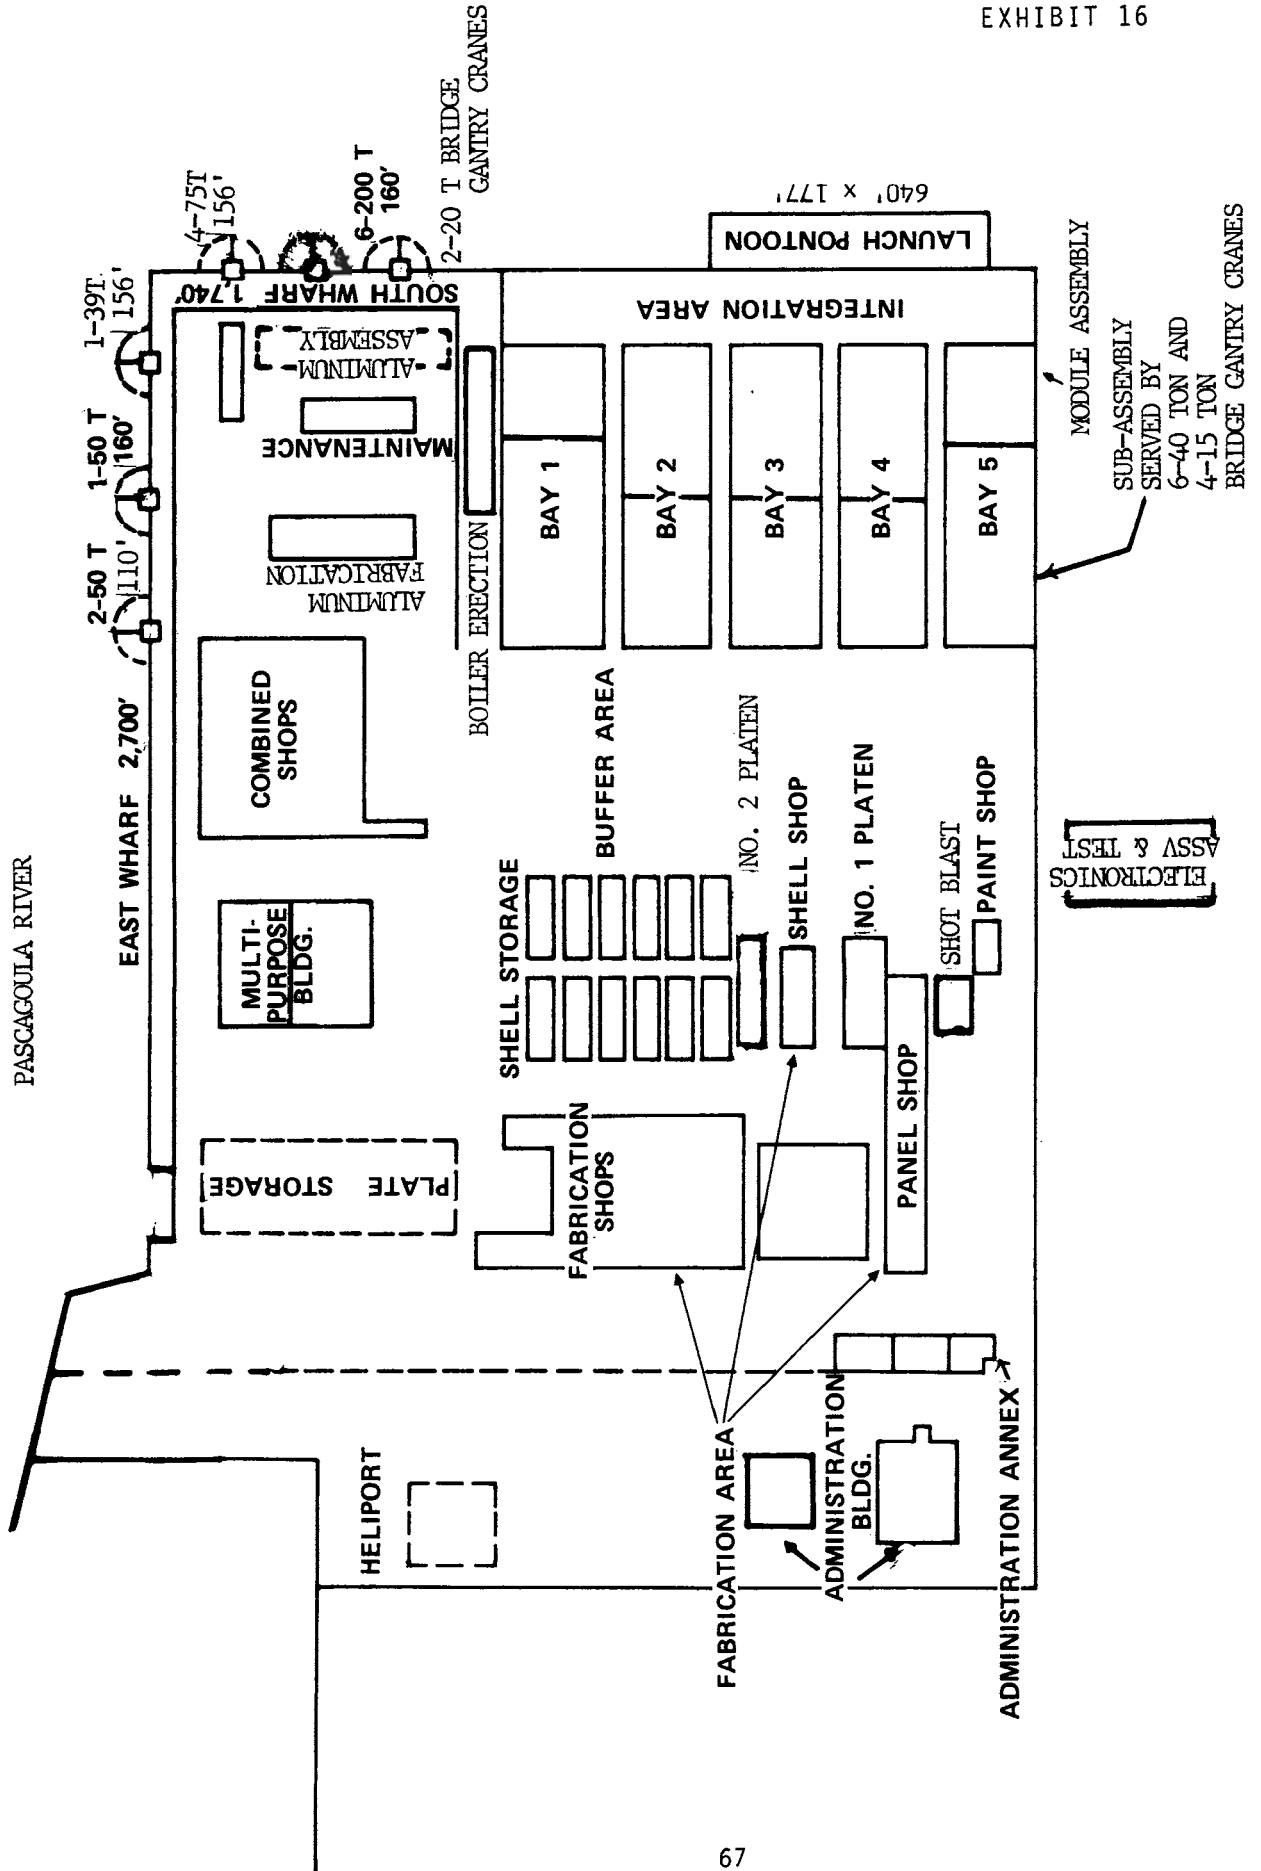 EXHIBIT 16
PASCAGOULA RIVER
EAST WHARF 2,700'
2-50 T
110'
1-50 T
160'
1-39T
156'
4-75T
156'
6-200 T
160'
2-20 T BRIDGE
GANTRY CRANES
SOUTH WHARF 1,740'
ALUMINUM
ASSEMBLY
MAINTENANCE
ALUMINUM
FABRICATION
BOILER ERECTION
COMBINED
SHOPS
MULTI-
PURPOSE
BLDG.
PLATE STORAGE
HELIPORT
SHELL STORAGE
BUFFER AREA
BAY 1
BAY 2
BAY 3
BAY 4
BAY 5
INTEGRATION AREA
LAUNCH PONTOON
640' x 177'
MODULE ASSEMBLY
SUB-ASSEMBLY
SERVED BY
6-40 TON AND
4-15 TON
BRIDGE GANTRY CRANES
NO. 2 PLATEN
SHELL SHOP
NO. 1 PLATEN
SHOT BLAST
PAINT SHOP
ELECTRONICS
ASSV & TEST
PANEL SHOP
FABRICATION
SHOPS
FABRICATION AREA
ADMINISTRATION
BLDG.
ADMINISTRATION ANNEX
67